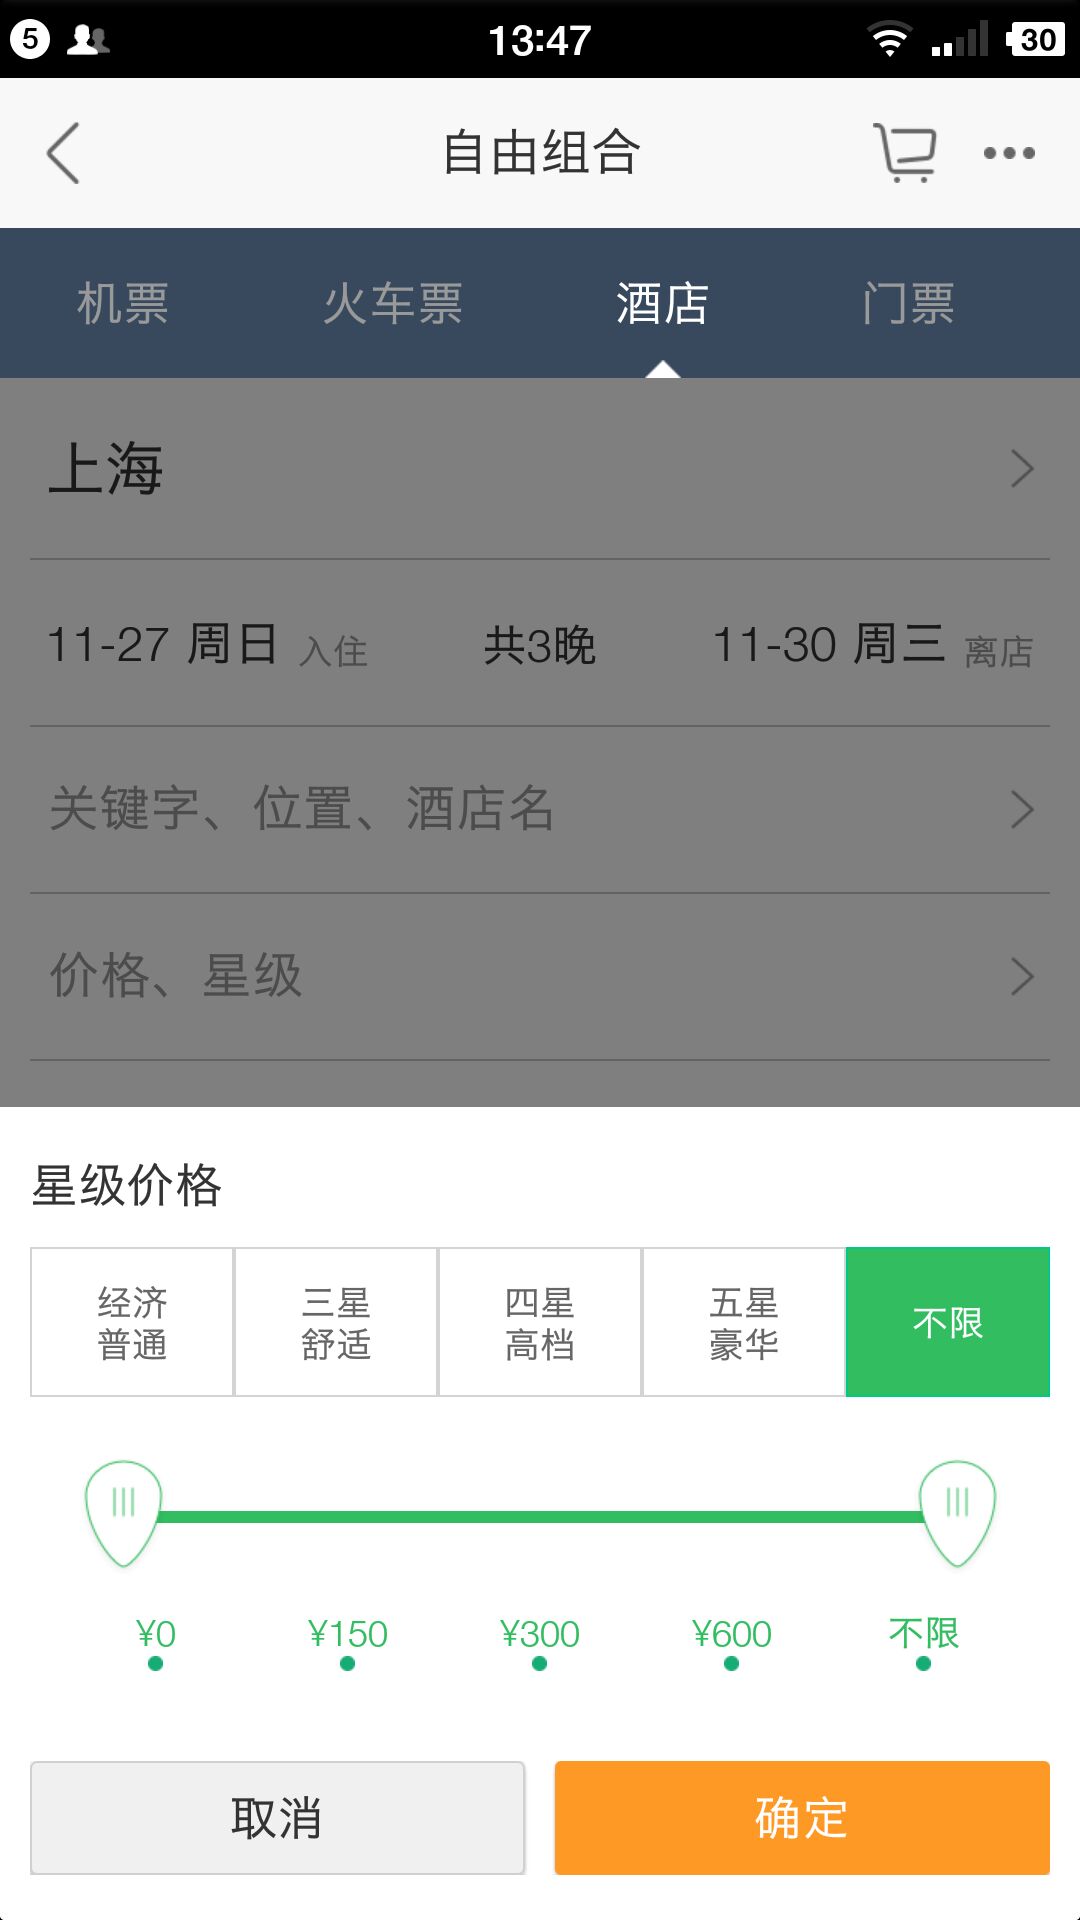 5 13:47 30
自由组合
机票 火车票 酒店 门票
上海
11-27 周日 入住 共3晚 11-30 周三 离店
关键字、位置、酒店名
价格、星级
星级价格
经济 三星 四星 五星 不限
普通 舒适 高档 豪华
¥0 ¥150 ¥300 ¥600 不限
取消 确定